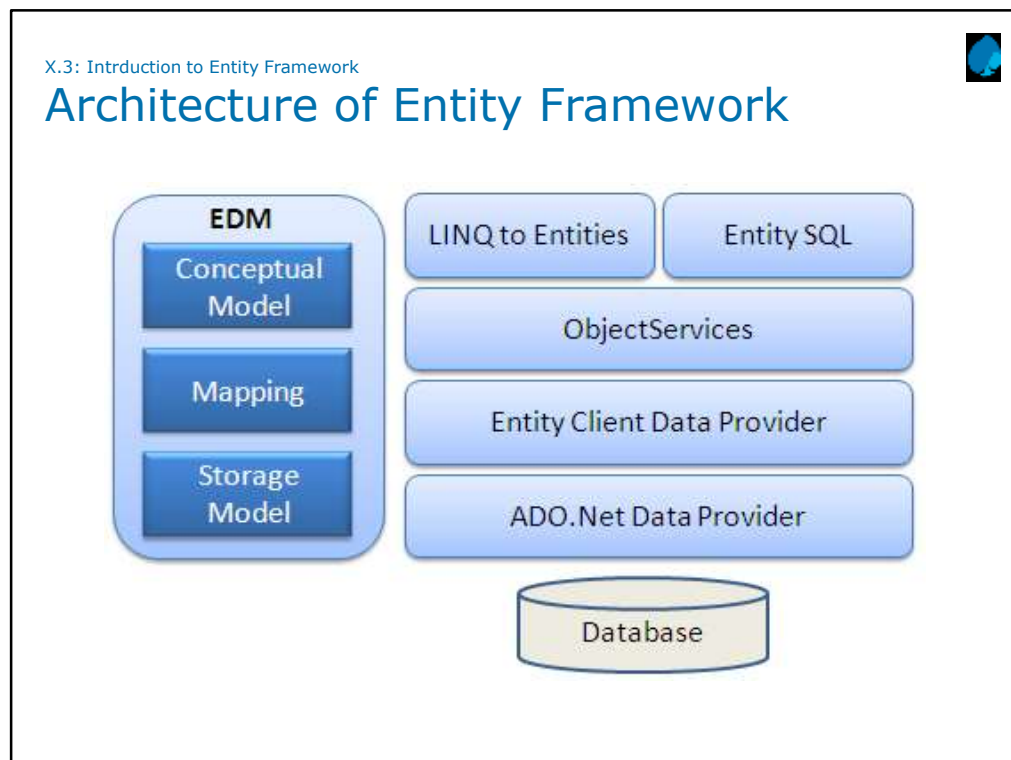 X.3: Intrduction to Entity Framework
Architecture of Entity Framework
EDM
Conceptual
Model
Mapping
Storage
Model
LINQ to Entities
Entity SQL
ObjectServices
Entity Client Data Provider
ADO.Net Data Provider
Database